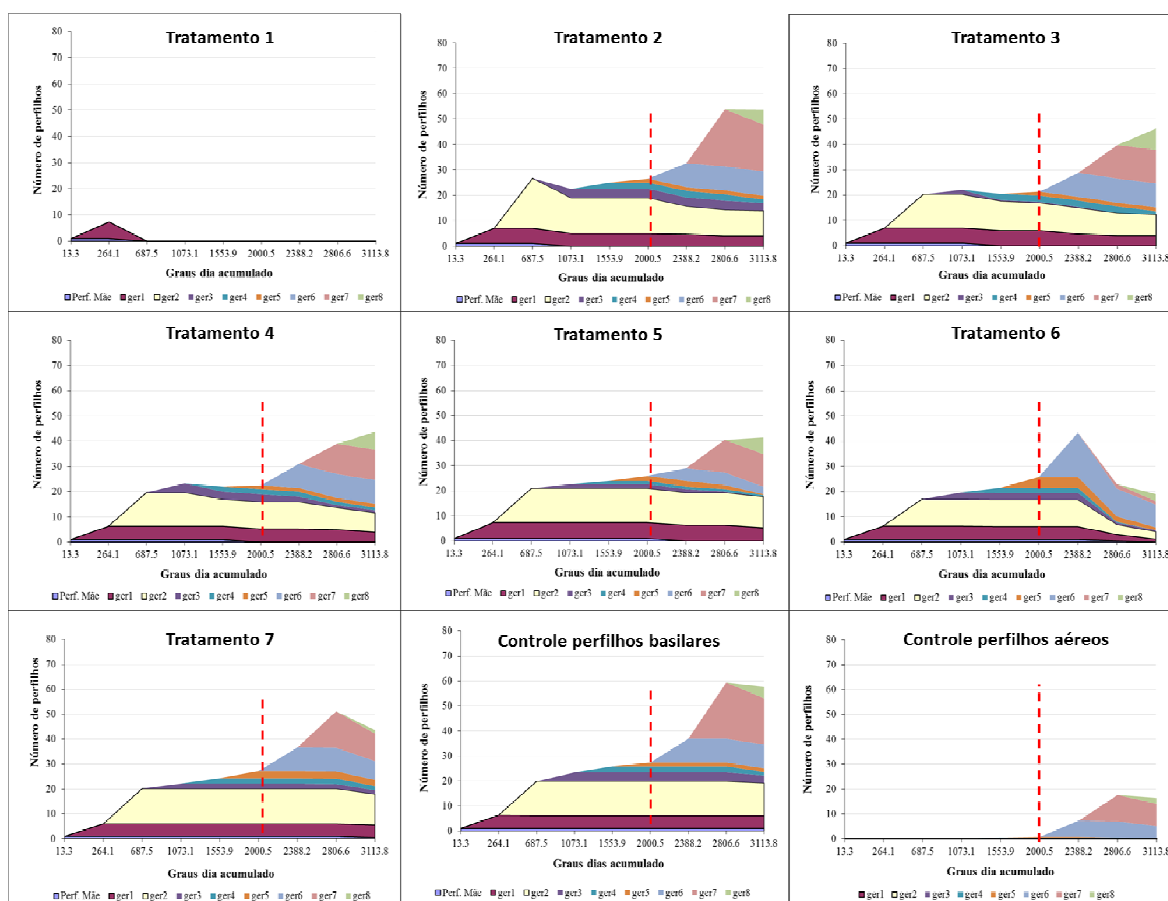 Tratamento 1
80
70
60
50
40
30
20
10
0
Número de perfilhos
13.3 264.1 687.5 1073.1 1553.9 2000.5 2388.2 2806.6 3113.8
Graus dia acumulado
Perf. Mãe ger1 ger2 ger3 ger4 ger5 ger6 ger7 ger8
Tratamento 2
80
70
60
50
40
30
20
10
0
Número de perfilhos
13.3 264.1 687.5 1073.1 1553.9 2000.5 2388.2 2806.6 3113.8
Graus dia acumulado
Perf. Mãe ger1 ger2 ger3 ger4 ger5 ger6 ger7 ger8
Tratamento 3
80
70
60
50
40
30
20
10
0
Número de perfilhos
13.3 264.1 687.5 1073.1 1553.9 2000.5 2388.2 2806.6 3113.8
Graus dia acumulado
Perf. Mãe ger1 ger2 ger3 ger4 ger5 ger6 ger7 ger8
Tratamento 4
80
70
60
50
40
30
20
10
0
Número de perfilhos
13.3 264.1 687.5 1073.1 1553.9 2000.5 2388.2 2806.6 3113.8
Graus dia acumulado
Perf. Mãe ger1 ger2 ger3 ger4 ger5 ger6 ger7 ger8
Tratamento 5
80
70
60
50
40
30
20
10
0
Número de perfilhos
13.3 264.1 687.5 1073.1 1553.9 2000.5 2388.2 2806.6 3113.8
Graus dia acumulado
Perf. Mãe ger1 ger2 ger3 ger4 ger5 ger6 ger7 ger8
Tratamento 6
80
70
60
50
40
30
20
10
0
Número de perfilhos
13.3 264.1 687.5 1073.1 1553.9 2000.5 2388.2 2806.6 3113.8
Graus dia acumulado
Perf. Mãe ger1 ger2 ger3 ger4 ger5 ger6 ger7 ger8
Tratamento 7
80
70
60
50
40
30
20
10
0
Número de perfilhos
13.3 264.1 687.5 1073.1 1553.9 2000.5 2388.2 2806.6 3113.8
Graus dia acumulado
Perf. Mãe ger1 ger2 ger3 ger4 ger5 ger6 ger7 ger8
Controle perfilhos basilares
80
70
60
50
40
30
20
10
0
Número de perfilhos
13.3 264.1 687.5 1073.1 1553.9 2000.5 2388.2 2806.6 3113.8
Graus dia acumulado
Perf. Mãe ger1 ger2 ger3 ger4 ger5 ger6 ger7 ger8
Controle perfilhos aéreos
80
70
60
50
40
30
20
10
0
Número de perfilhos
13.3 264.1 687.5 1073.1 1553.9 2000.5 2388.2 2806.6 3113.8
Graus dia acumulado
ger1 ger2 ger3 ger4 ger5 ger6 ger7 ger8